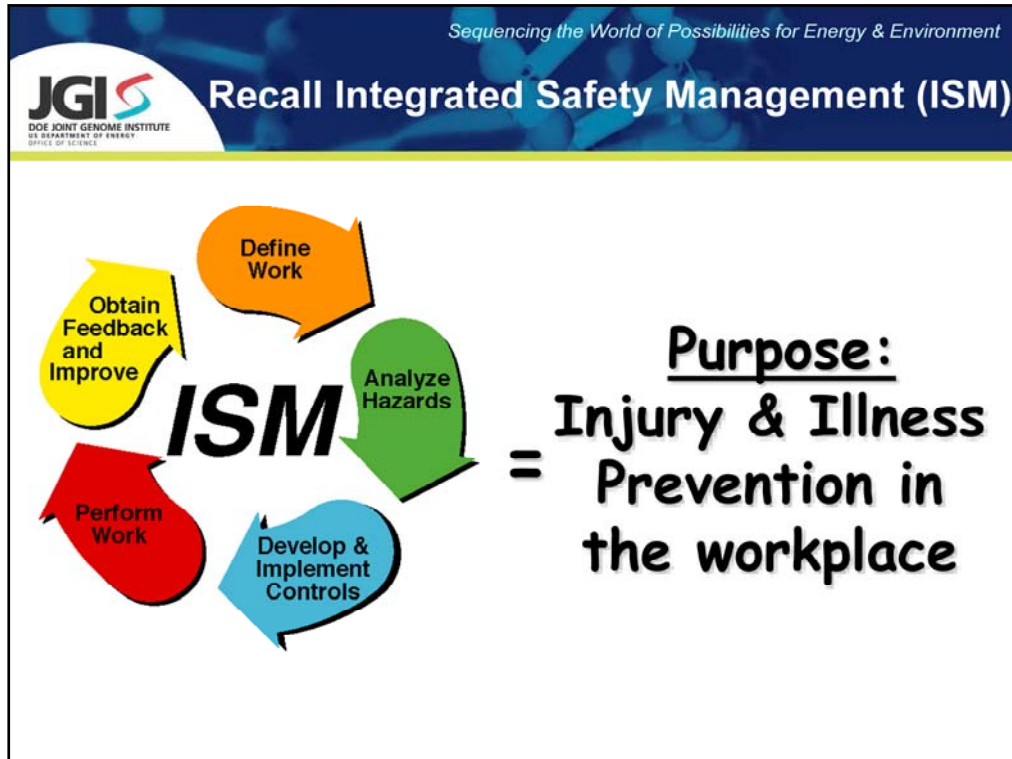 Sequencing the World of Possibilities for Energy & Environment
JGI
DOE JOINT GENOME INSTITUTE
US DEPARTMENT OF ENERGY
OFFICE OF SCIENCE
Recall Integrated Safety Management (ISM)
Define
Work
Analyze
Hazards
Develop &
Implement
Controls
Perform
Work
Obtain
Feedback
and
Improve
ISM
=
Purpose:
Injury & Illness
Prevention in
the workplace